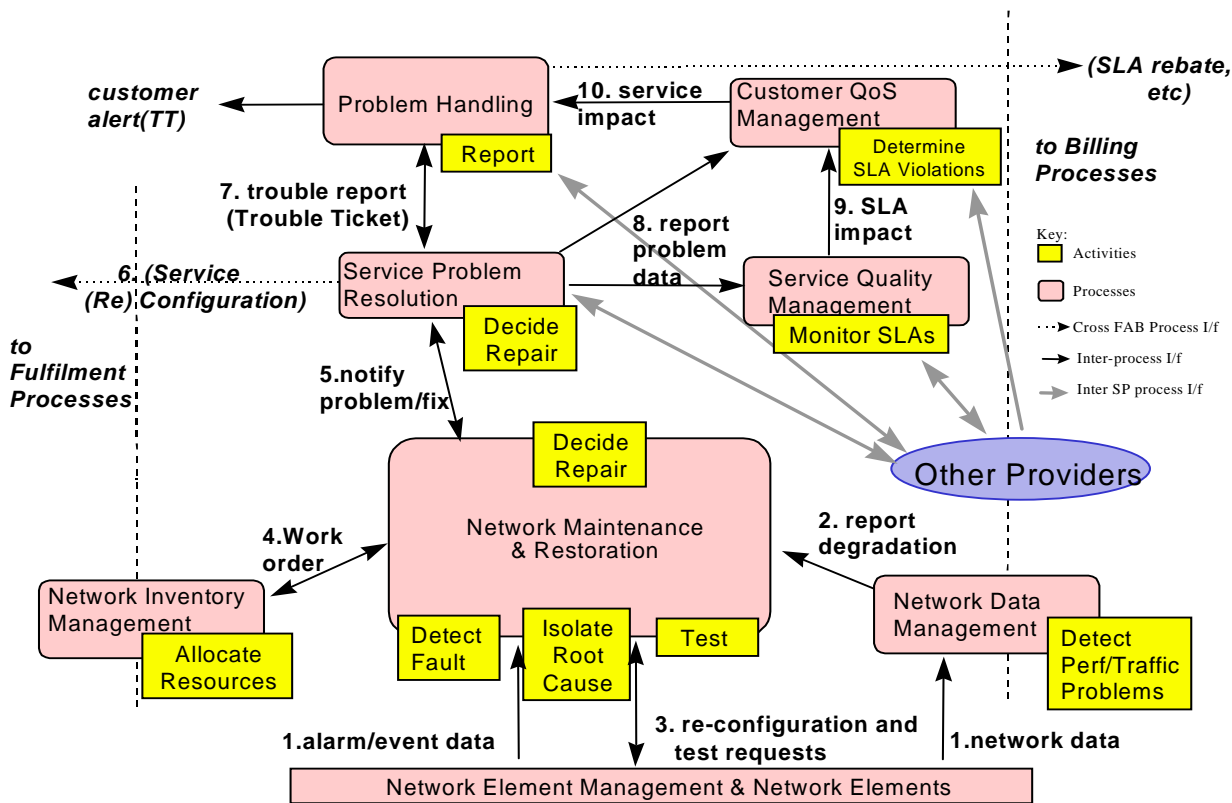 (SLA rebate,
etc)
customer
alert(TT)
Problem Handling
Report
10. service
impact
Customer QoS
Management
Determine
SLA Violations
to Billing
Processes
7. trouble report
(Trouble Ticket)
8. report
problem
data
9. SLA
impact
Key:
Activities
Processes
Cross FAB Process I/f
Inter-process I/f
Inter SP process I/f
6. (Service
(Re) Configuration)
Service Problem
Resolution
Decide
Repair
Service Quality
Management
Monitor SLAs
to
Fulfilment
Processes
5.notify
problem/fix
Decide
Repair
Other Providers
Network Maintenance
& Restoration
4.Work
order
2. report
degradation
Network Inventory
Management
Allocate
Resources
Detect
Fault
Isolate
Root
Cause
Test
Network Data
Management
Detect
Perf/Traffic
Problems
1.alarm/event data
3. re-configuration and
test requests
1.network data
Network Element Management & Network Elements